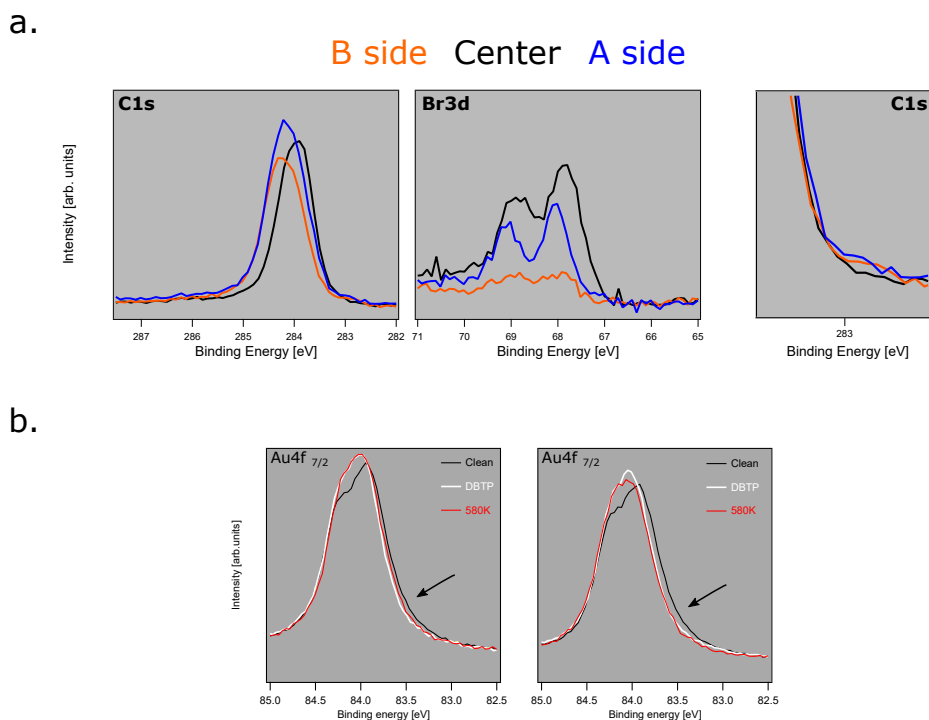 a.
B side Center A side
C1s
Br3d
C1s
Intensity [arb. units]
287 286 285 284 283 282
71 70 69 68 67 66 65
283
Binding Energy [eV]
Binding Energy [eV]
Binding Energy [eV]
b.
Au4f 7/2
Clean
DBTP
580K
Au4f 7/2
Clean
DBTP
580K
Intensity [arb.units]
85.0 84.5 84.0 83.5 83.0 82.5
85.0 84.5 84.0 83.5 83.0 82.5
Binding energy [eV]
Binding energy [eV]